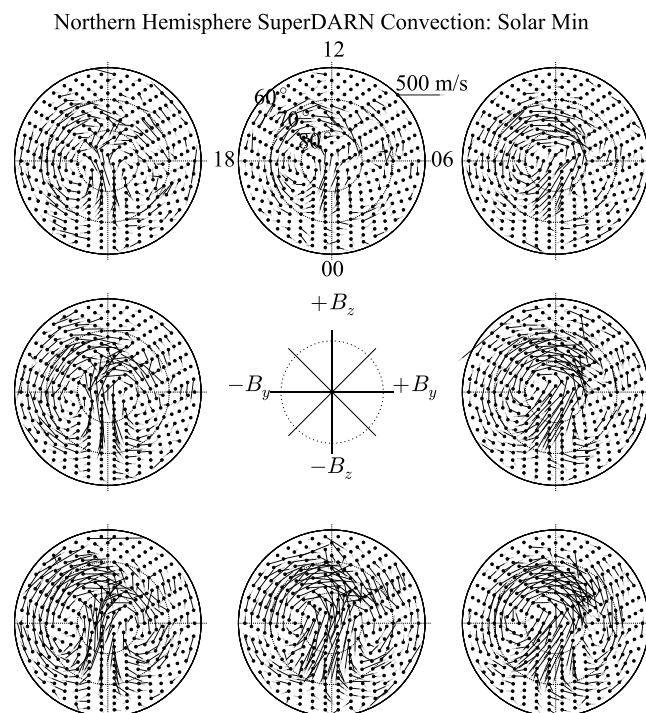 Northern Hemisphere SuperDARN Convection: Solar Min
12
500 m/s
60°
70°
80°
18
06
00
+B_z
−B_y
+B_y
−B_z